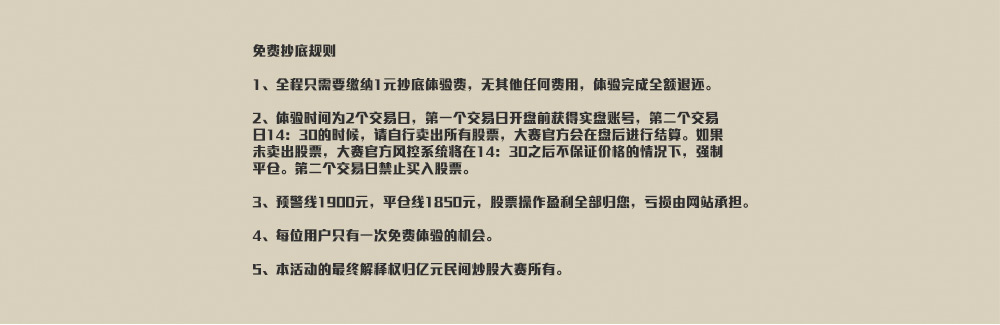 免费抄底规则
1、全程只需要缴纳1元抄底体验费，无其他任何费用，体验完成全额退还。
2、体验时间为2个交易日，第一个交易日开盘前获得实盘账号，第二个交易
日14：30的时候，请自行卖出所有股票，大赛官方会在盘后进行结算。如果
未卖出股票，大赛官方风控系统将在14：30之后不保证价格的情况下，强制
平仓。第二个交易日禁止买入股票。
3、预警线1900元，平仓线1850元，股票操作盈利全部归您，亏损由网站承担。
4、每位用户只有一次免费体验的机会。
5、本活动的最终解释权归亿元民间炒股大赛所有。